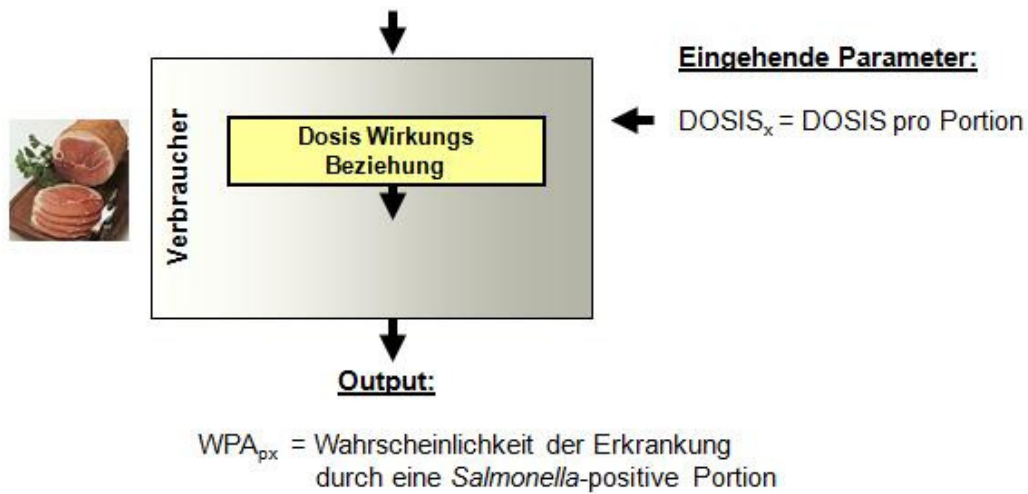 Eingehende Parameter:
DOSISx = DOSIS pro Portion
Verbraucher
Dosis Wirkungs
Beziehung
Output:
WPApx = Wahrscheinlichkeit der Erkrankung
durch eine Salmonella-positive Portion